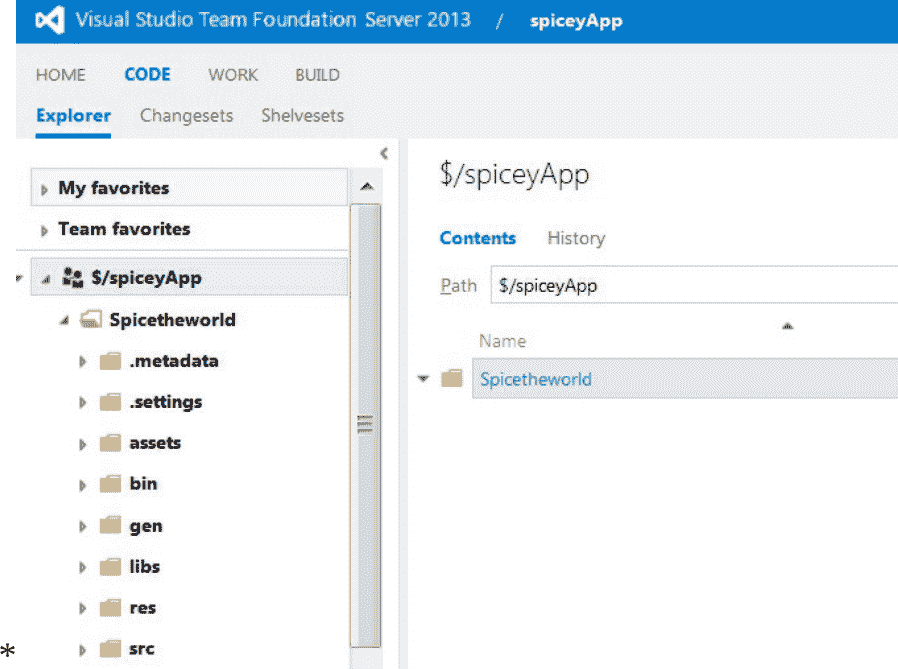 Visual Studio Team Foundation Server 2013 / spiceyApp
HOME CODE WORK BUILD
Explorer Changesets Shelvesets
My favorites
Team favorites
$/spiceyApp
Spicetheworld
.metadata
.settings
assets
bin
gen
libs
res
src
*
$/spiceyApp
Contents History
Path $/spiceyApp
Name
Spicetheworld